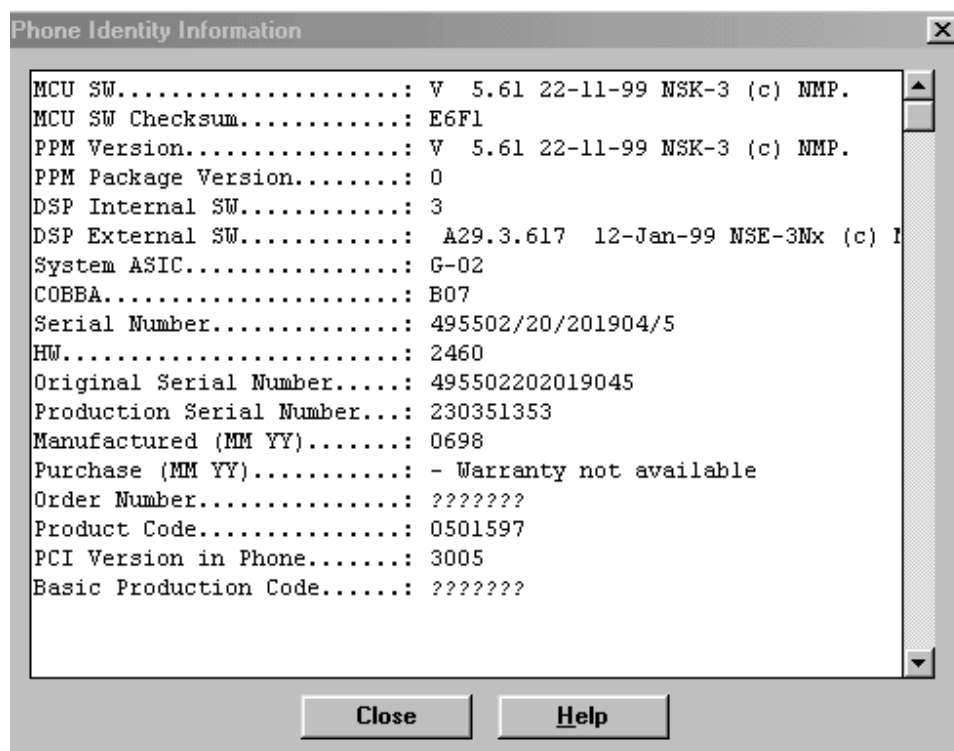 Phone Identity Information
MCU SW.....................: V  5.61 22-11-99 NSK-3 (c) NMP.
MCU SW Checksum............: E6F1
PPM Version................: V  5.61 22-11-99 NSK-3 (c) NMP.
PPM Package Version........: 0
DSP Internal SW............: 3
DSP External SW............:  A29.3.617  12-Jan-99 NSE-3Nx (c)
System ASIC................: G-02
COBBA......................: B07
Serial Number..............: 495502/20/201904/5
HW.........................: 2460
Original Serial Number.....: 495502202019045
Production Serial Number...: 230351353
Manufactured (MM YY).......: 0698
Purchase (MM YY)...........: - Warranty not available
Order Number...............: ???????
Product Code...............: 0501597
PCI Version in Phone.......: 3005
Basic Production Code......: ???????
Close
Help